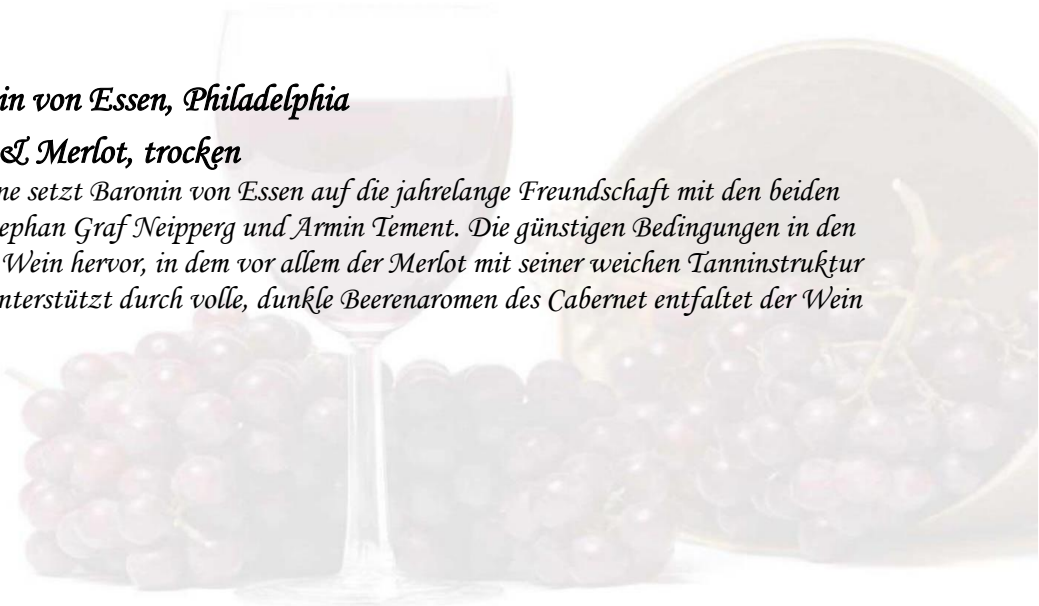 in von Essen, Philadelphia
& Merlot, trocken
ne setzt Baronin von Essen auf die jahrelange Freundschaft mit den beiden
ephan Graf Neipperg und Armin Tement. Die günstigen Bedingungen in den
Wein hervor, in dem vor allem der Merlot mit seiner weichen Tanninstruktur
nterstützt durch volle, dunkle Beerenaromen des Cabernet entfaltet der Wein